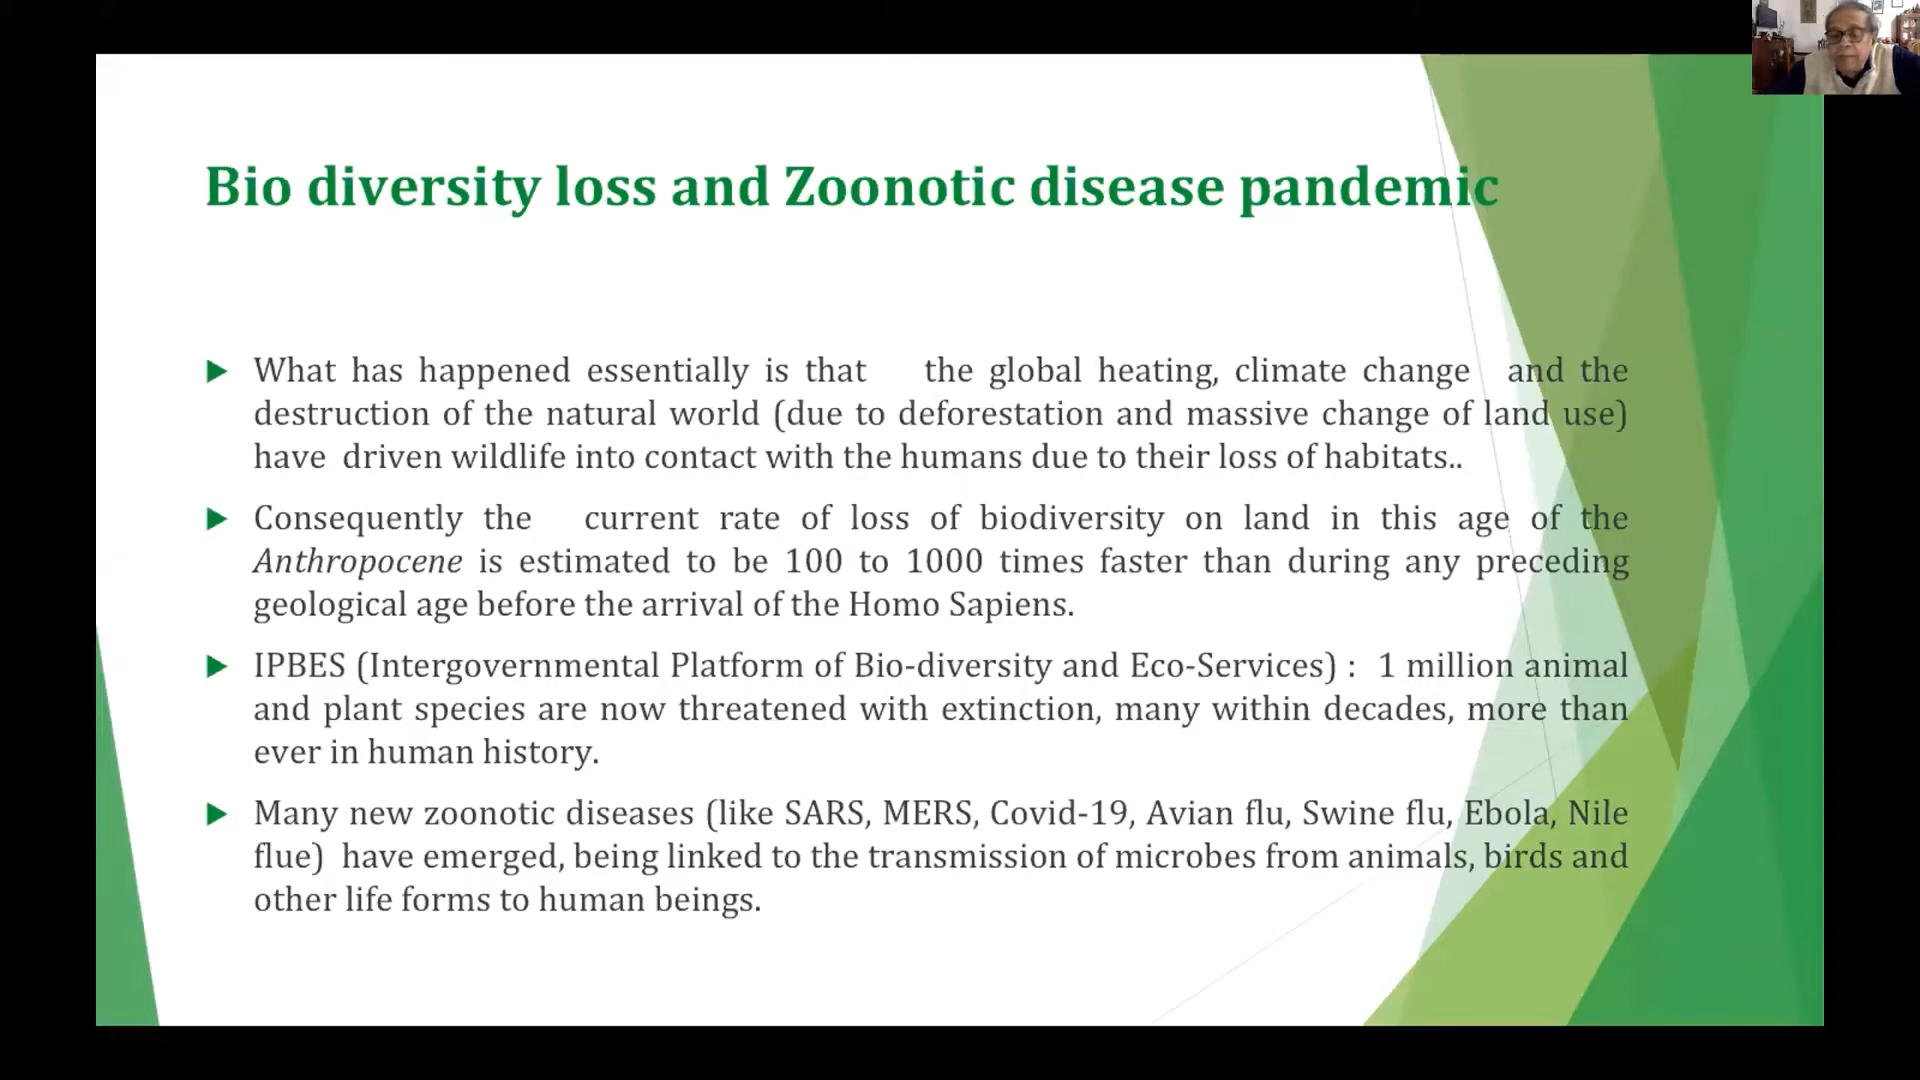 Bio diversity loss and Zoonotic disease pandemic
What has happened essentially is that the global heating, climate change and the
destruction of the natural world (due to deforestation and massive change of land use)
have driven wildlife into contact with the humans due to their loss of habitats..
Consequently the current rate of loss of biodiversity on land in this age of the
Anthropocene is estimated to be 100 to 1000 times faster than during any preceding
geological age before the arrival of the Homo Sapiens.
IPBES (Intergovernmental Platform of Bio-diversity and Eco-Services) : 1 million animal
and plant species are now threatened with extinction, many within decades, more than
ever in human history.
Many new zoonotic diseases (like SARS, MERS, Covid-19, Avian flu, Swine flu, Ebola, Nile
flue) have emerged, being linked to the transmission of microbes from animals, birds and
other life forms to human beings.